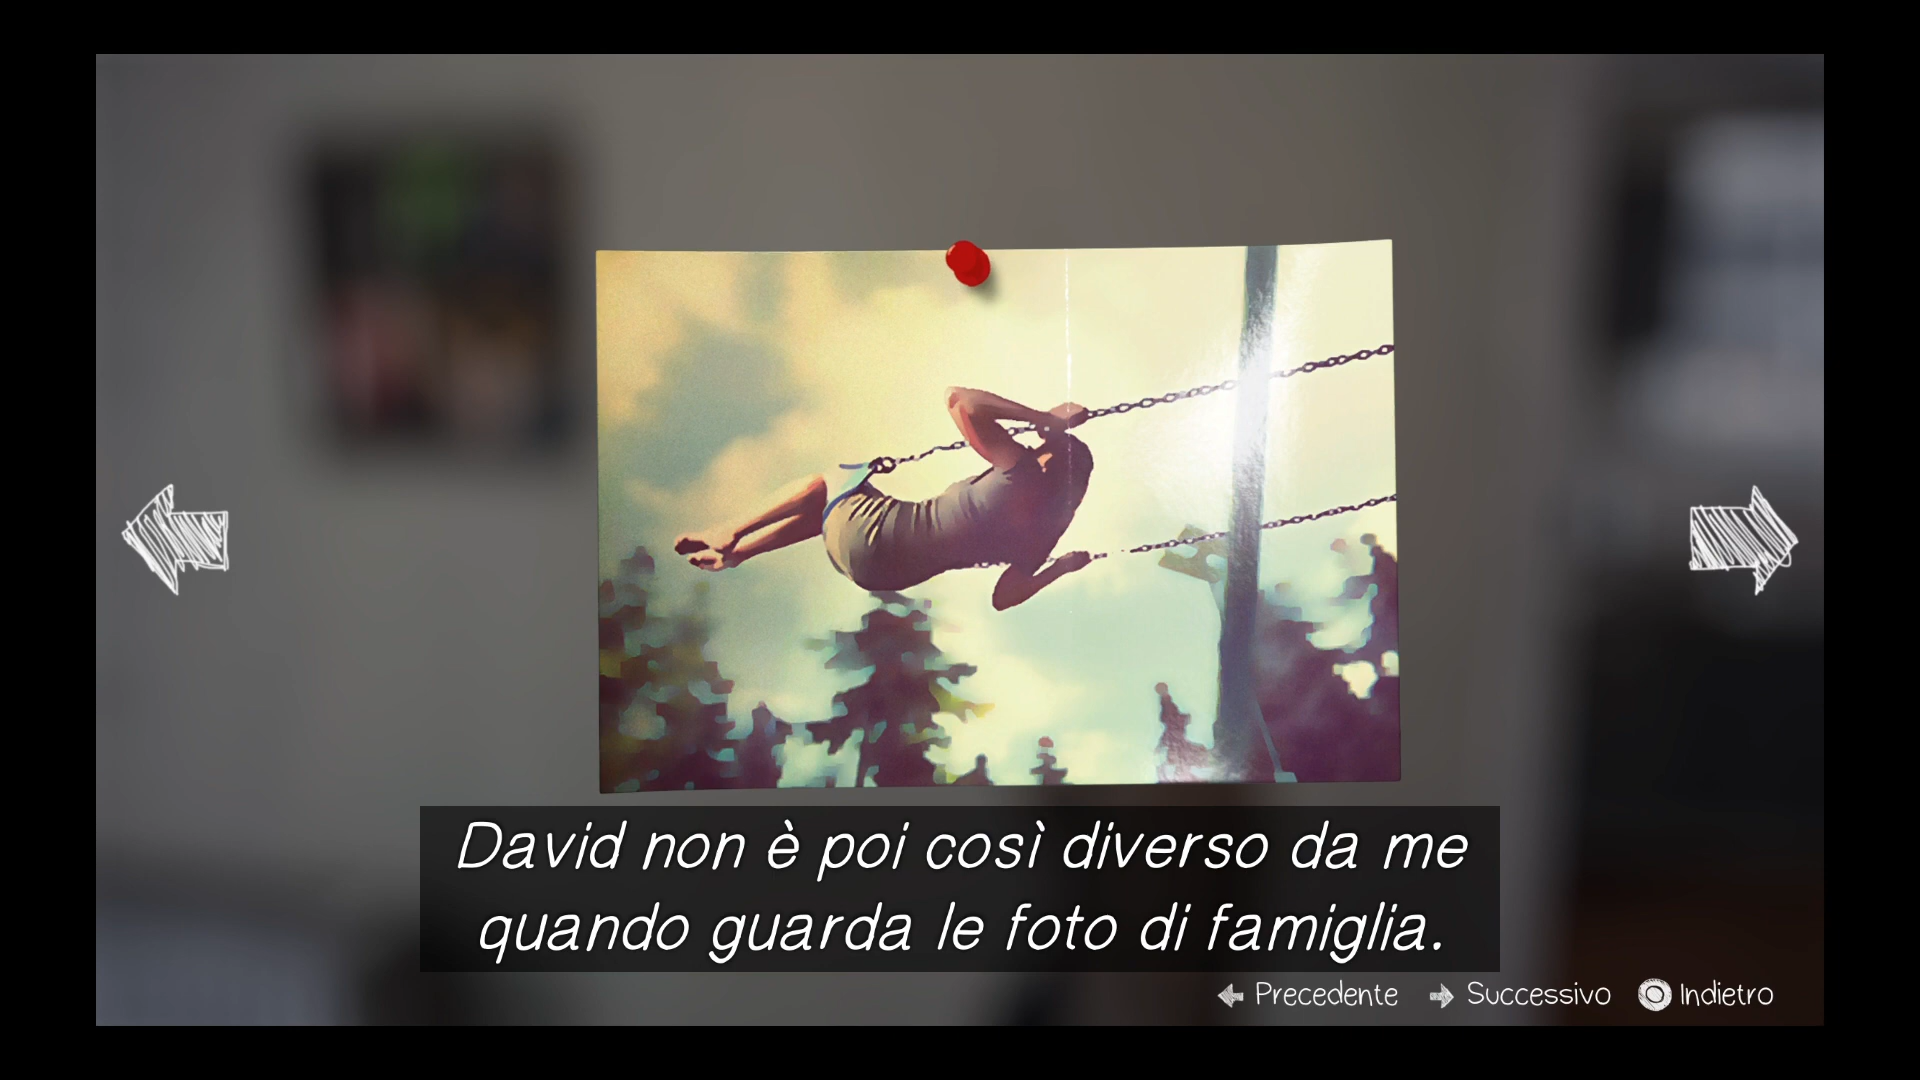 David non è poi così diverso da me
quando guarda le foto di famiglia.
Precedente Successivo Indietro